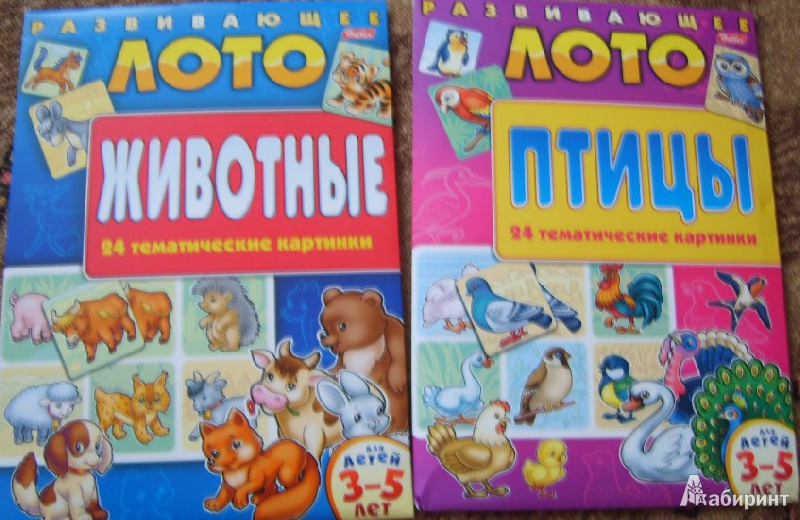 РАЗВИВАЮЩЕЕ
ЛОТО
ЖИВОТНЫЕ
24 тематические картинки
для
детей
3-5
лет
РАЗВИВАЮЩЕЕ
ЛОТО
Hatber
ПТИЦЫ
24 тематические картинки
для
детей
3-5
лет
Лабиринт